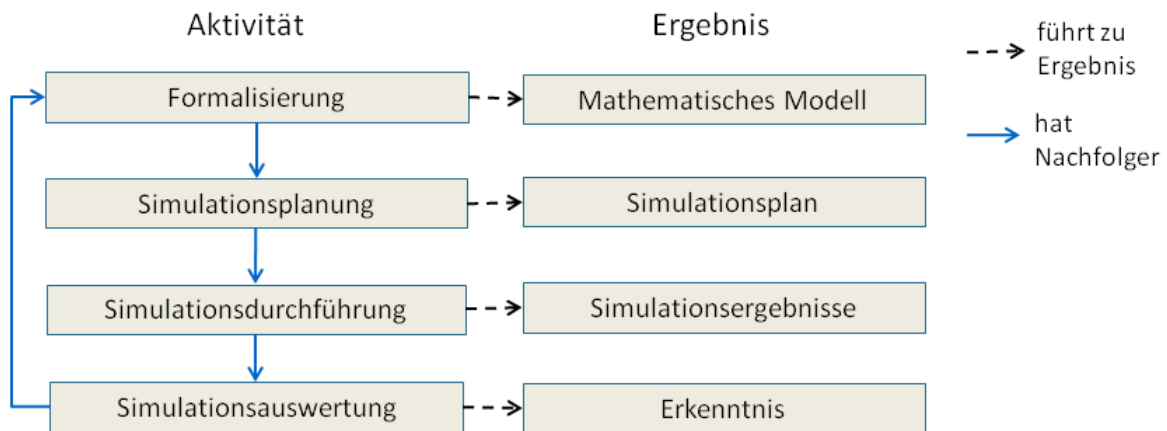 Aktivität
Ergebnis
führt zu
Ergebnis
Formalisierung
Mathematisches Modell
hat
Nachfolger
Simulationsplanung
Simulationsplan
Simulationsdurchführung
Simulationsergebnisse
Simulationsauswertung
Erkenntnis